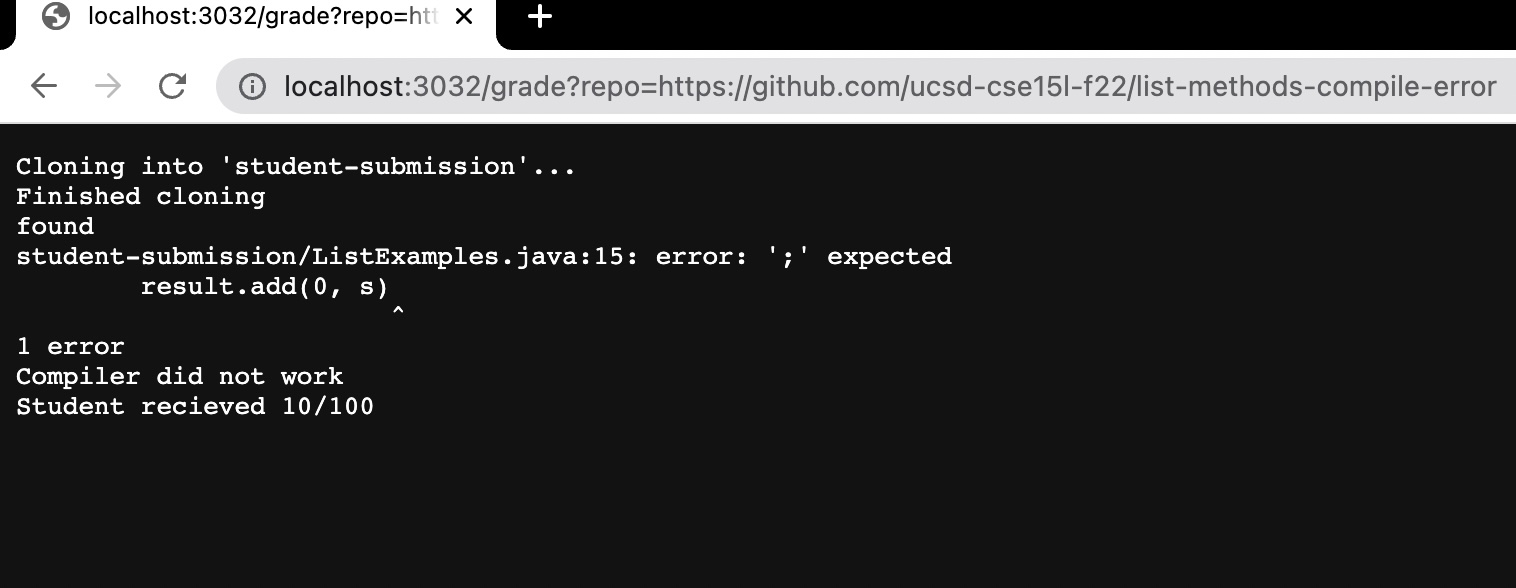 localhost:3032/grade?repo=htt
localhost:3032/grade?repo=https://github.com/ucsd-cse15l-f22/list-methods-compile-error
Cloning into 'student-submission'...
Finished cloning
found
student-submission/ListExamples.java:15: error: ';' expected
        result.add(0, s)
                        ^
1 error
Compiler did not work
Student recieved 10/100